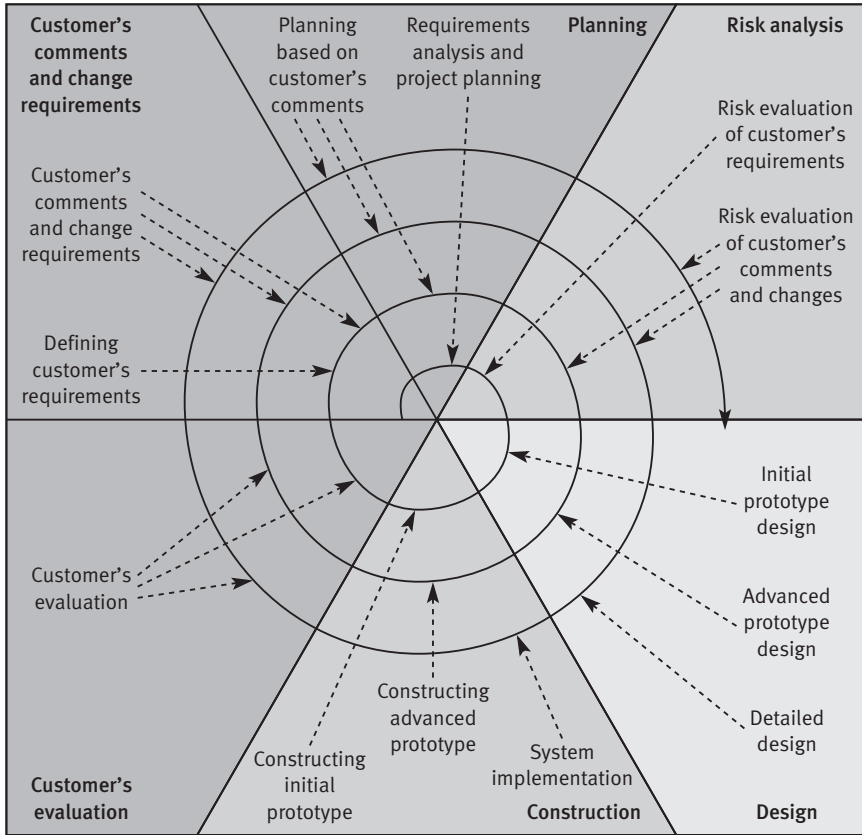 Customer's
comments
and change
requirements
Planning
based on
customer's
comments
Requirements
analysis and
project planning
Planning
Risk analysis
Risk evaluation
of customer's
requirements
Customer's
comments
and change
requirements
Risk evaluation
of customer's
comments
and changes
Defining
customer's
requirements
Initial
prototype
design
Customer's
evaluation
Advanced
prototype
design
Constructing
advanced
prototype
Detailed
design
Constructing
initial
prototype
System
implementation
Customer's
evaluation
Construction
Design